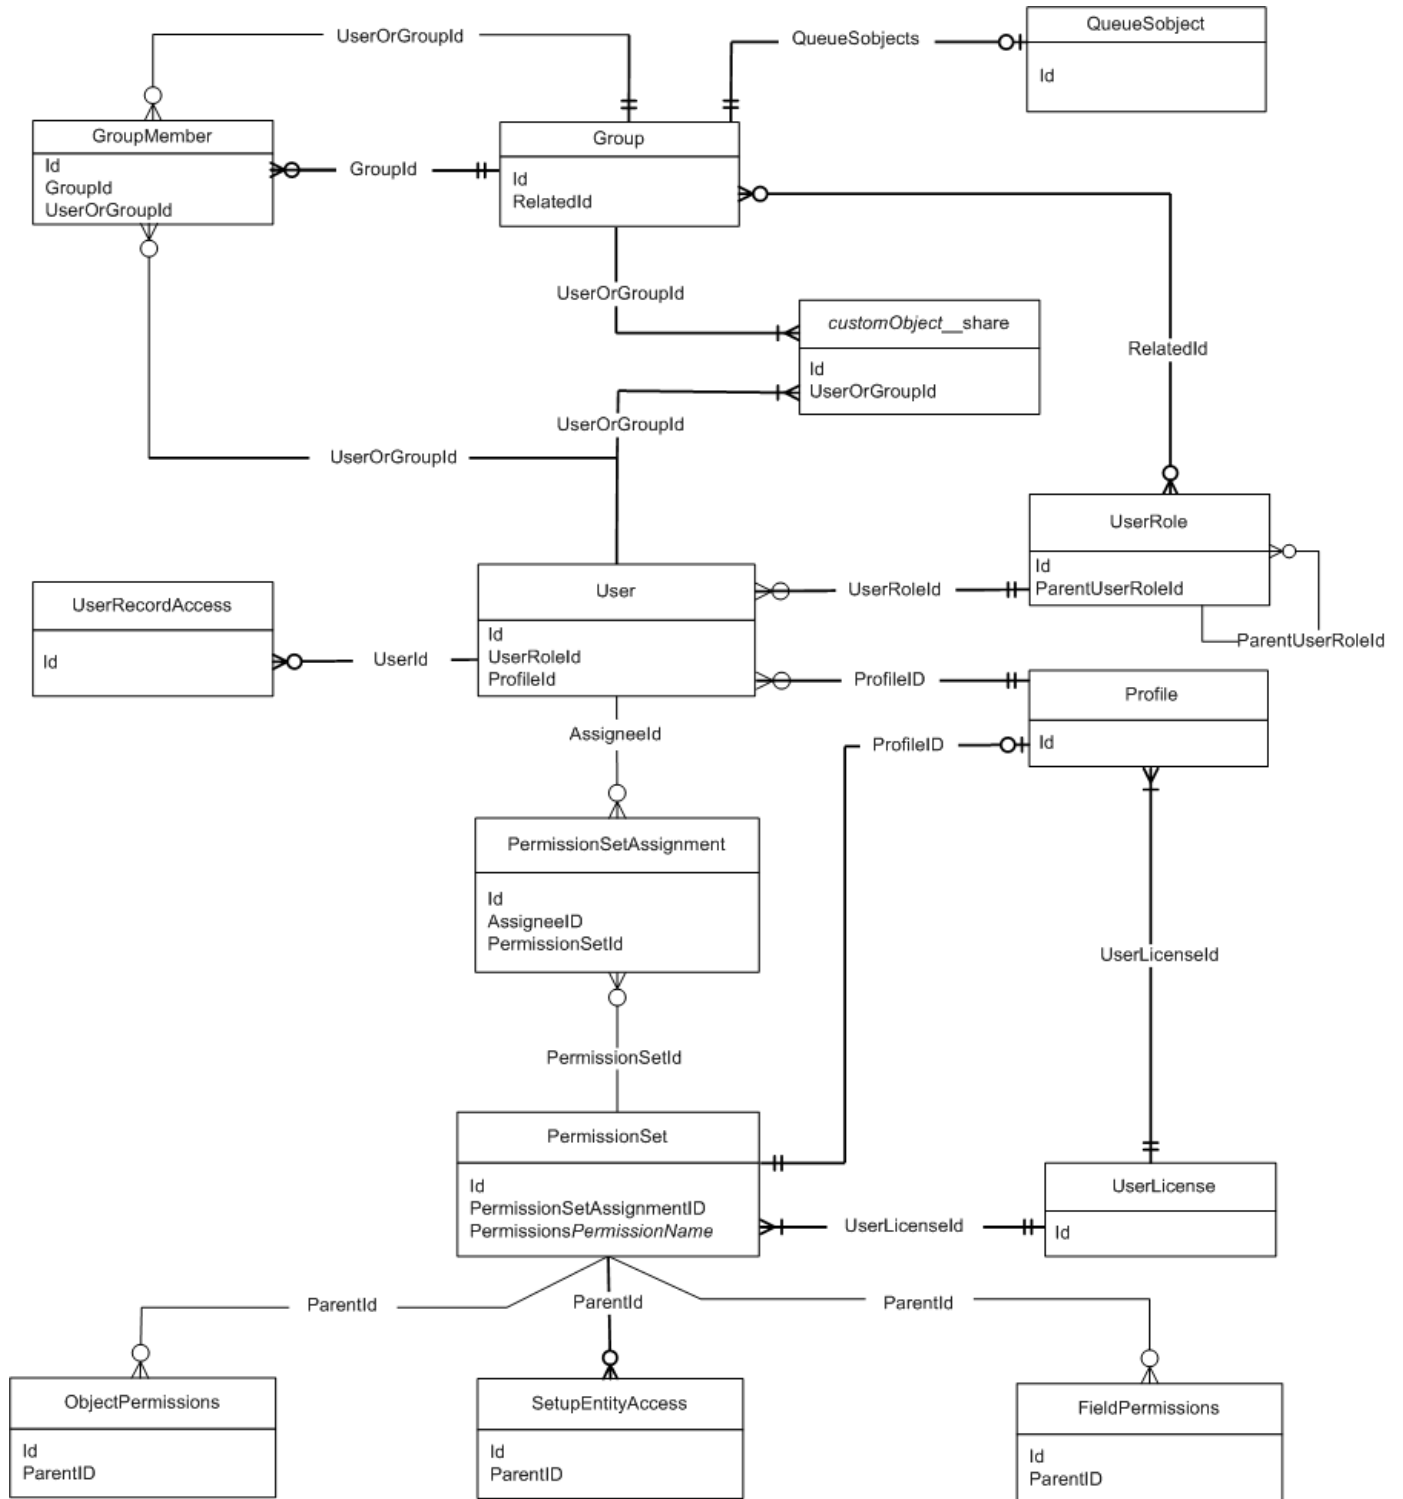 UserOrGroupId
QueueSobjects
QueueSobject
Id
GroupMember
Id
GroupId
UserOrGroupId
GroupId
Group
Id
RelatedId
UserOrGroupId
customObject__share
Id
UserOrGroupId
RelatedId
UserOrGroupId
UserOrGroupId
UserRole
Id
ParentUserRoleId
ParentUserRoleId
UserRecordAccess
Id
UserId
User
Id
UserRoleId
ProfileId
UserRoleId
ProfileID
Profile
Id
ProfileID
AssigneeId
PermissionSetAssignment
Id
AssigneeID
PermissionSetId
UserLicenseId
PermissionSetId
PermissionSet
Id
PermissionSetAssignmentID
PermissionsPermissionName
UserLicenseId
UserLicense
Id
ParentId
ParentId
ParentId
ObjectPermissions
Id
ParentID
SetupEntityAccess
Id
ParentID
FieldPermissions
Id
ParentID